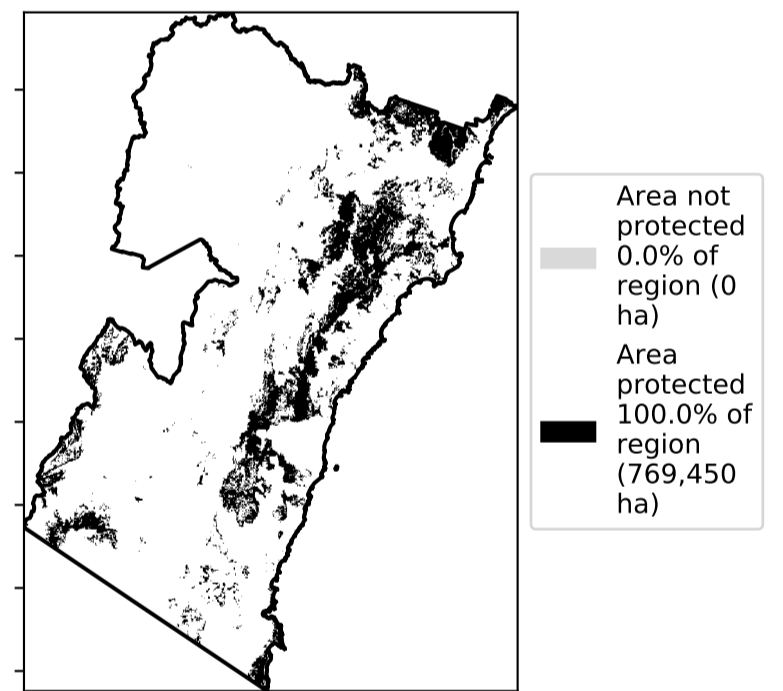 Area not
protected
0.0% of
region (0
ha)
Area
protected
100.0% of
region
(769,450
ha)